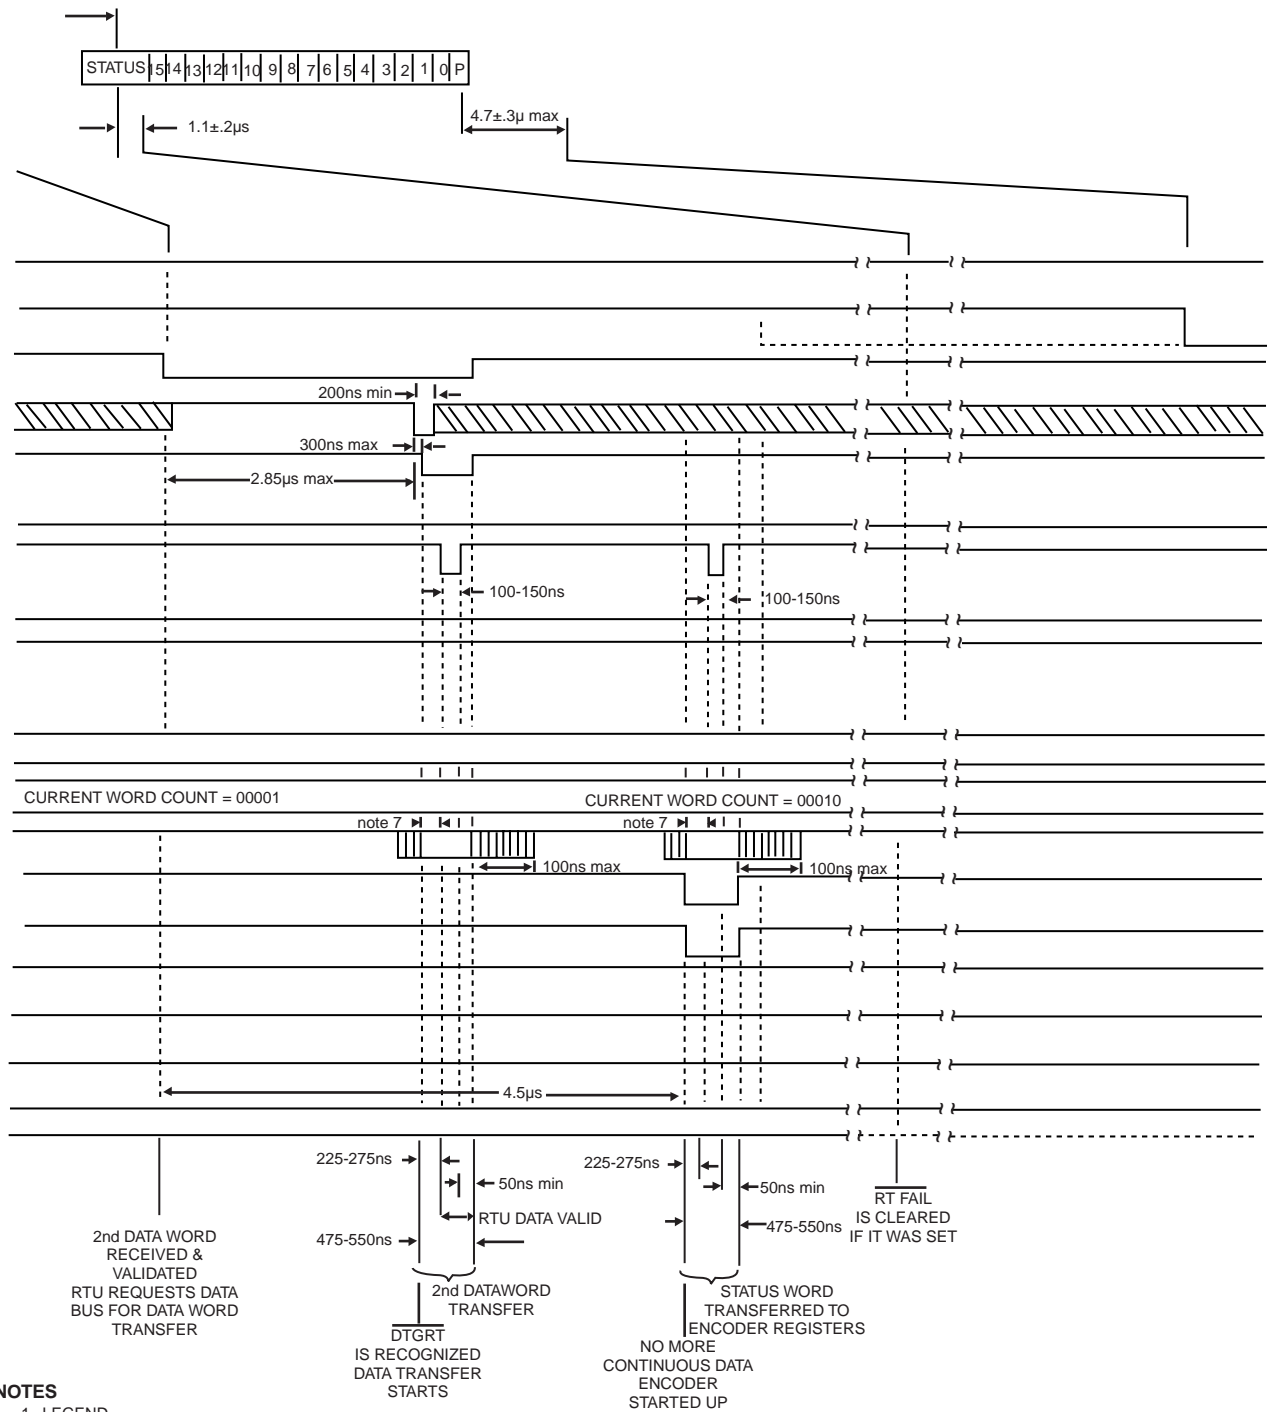 STATUS 15 14 13 12 11 10 9 8 7 6 5 4 3 2 1 0 P
4.7±.3µ max
1.1±.2µs
200ns min
300ns max
2.85µs max
100-150ns
100-150ns
CURRENT WORD COUNT = 00001
CURRENT WORD COUNT = 00010
note 7
note 7
100ns max
100ns max
4.5µs
225-275ns
50ns min
RTU DATA VALID
475-550ns
225-275ns
50ns min
475-550ns
RT FAIL
IS CLEARED
IF IT WAS SET
2nd DATA WORD
RECEIVED &
VALIDATED
RTU REQUESTS DATA
BUS FOR DATA WORD
TRANSFER
2nd DATAWORD
TRANSFER
DTGRT
IS RECOGNIZED
DATA TRANSFER
STARTS
STATUS WORD
TRANSFERRED TO
ENCODER REGISTERS
NO MORE
CONTINUOUS DATA
ENCODER
STARTED UP
NOTES
1. LEGEND